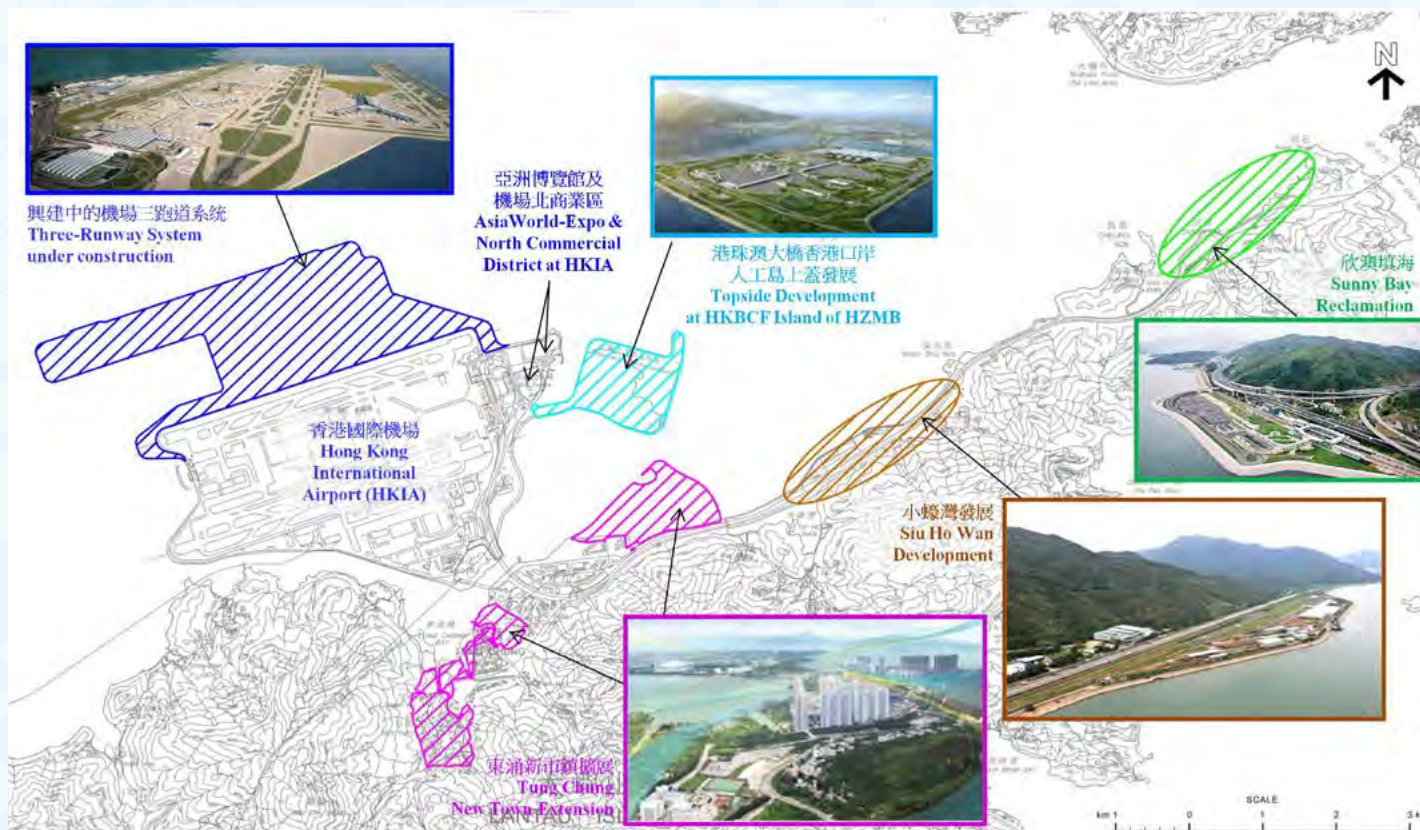 N
興建中的機場三跑道系統
Three-Runway System
under construction
亞洲博覽館及
機場北商業區
AsiaWorld-Expo &
North Commercial
District at HKIA
港珠澳大橋香港口岸
人工島上蓋發展
Topside Development
at HKBCF Island of HZMB
欣澳填海
Sunny Bay
Reclamation
香港國際機場
Hong Kong
International
Airport (HKIA)
小蠔灣發展
Siu Ho Wan
Development
東涌新市鎮擴展
Tung Chung
New Town Extension
SCALE
km 1 0 1 2